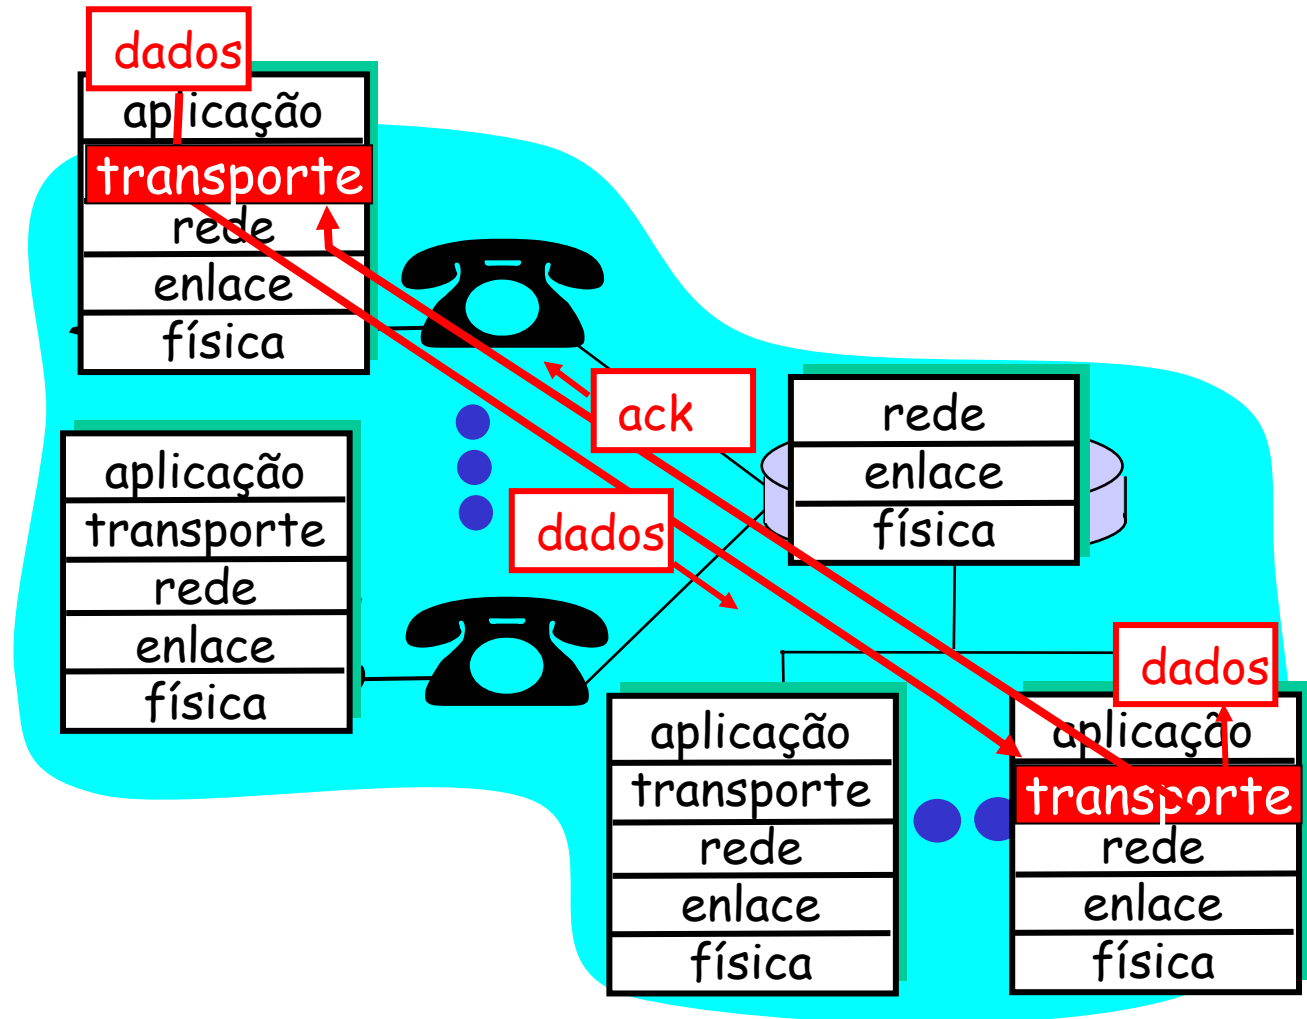 dados
aplicação
transporte
rede
enlace
física
aplicação
transporte
rede
enlace
física
ack
dados
rede
enlace
física
aplicação
transporte
rede
enlace
física
dados
aplicação
transporte
rede
enlace
física